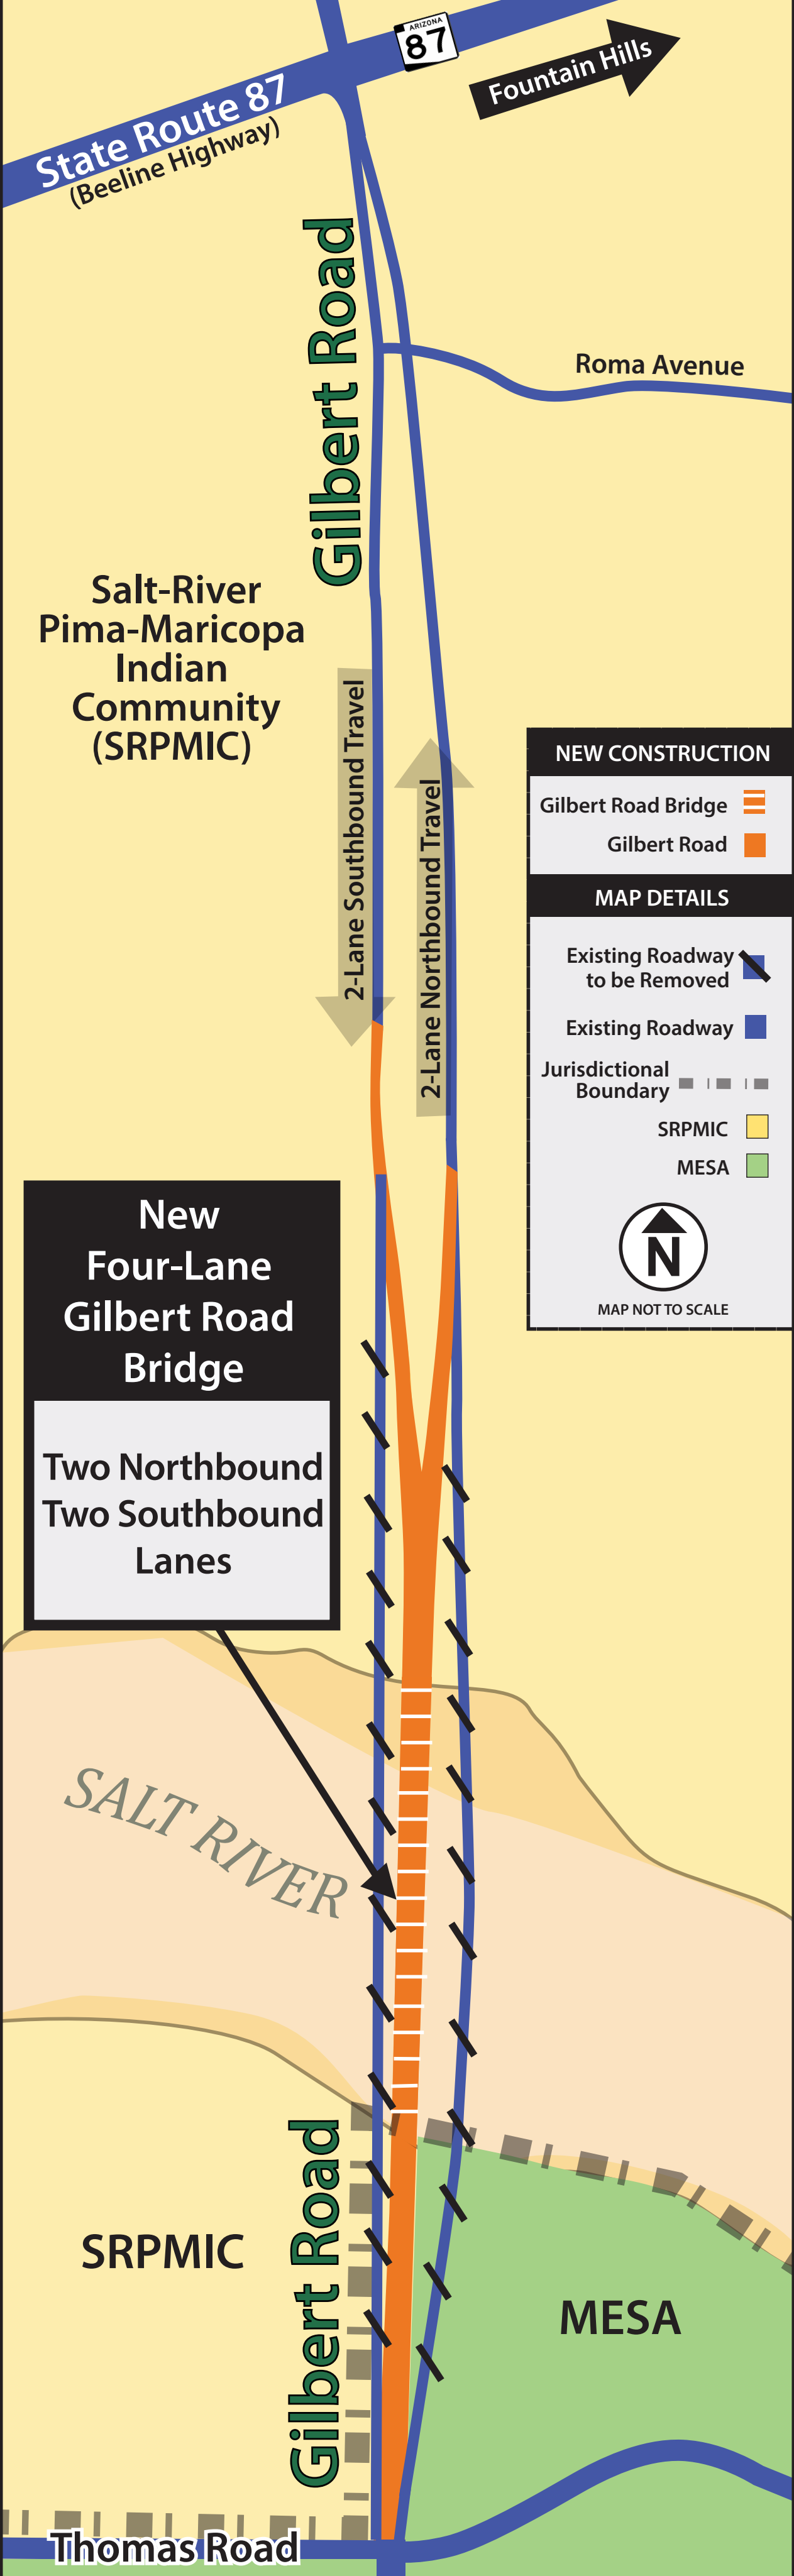 ARIZONA
87
Fountain Hills
State Route 87
(Beeline Highway)
Gilbert Road
Roma Avenue
Salt-River
Pima-Maricopa
Indian
Community
(SRPMIC)
2-Lane Southbound Travel
2-Lane Northbound Travel
NEW CONSTRUCTION
Gilbert Road Bridge
Gilbert Road
MAP DETAILS
Existing Roadway
to be Removed
Existing Roadway
Jurisdictional
Boundary
SRPMIC
MESA
N
MAP NOT TO SCALE
New
Four-Lane
Gilbert Road
Bridge
Two Northbound
Two Southbound
Lanes
SALT RIVER
Gilbert Road
SRPMIC
MESA
Thomas Road